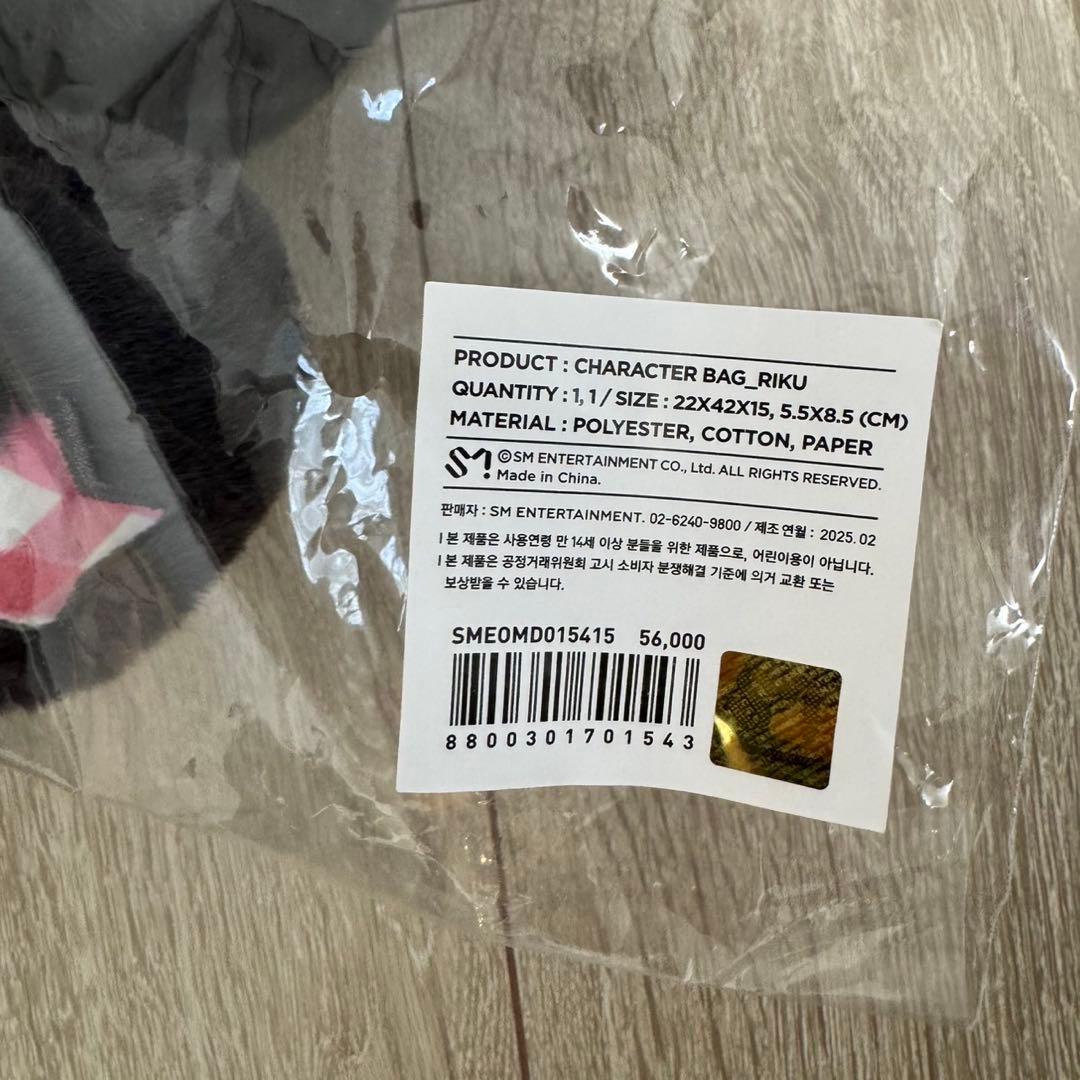 PRODUCT : CHARACTER BAG_RIKU
QUANTITY : 1, 1 / SIZE : 22X42X15, 5.5X8.5 (CM)
MATERIAL : POLYESTER, COTTON, PAPER
SM ©SM ENTERTAINMENT CO., Ltd. ALL RIGHTS RESERVED.
Made in China.
판매자 : SM ENTERTAINMENT. 02-6240-9800 / 제조 연월 : 2025. 02
| 본 제품은 사용연령 만 14세 이상 분들을 위한 제품으로, 어린이용이 아닙니다.
| 본 제품은 공정거래위원회 고시 소비자 분쟁해결 기준에 의거 교환 또는
보상받을 수 있습니다.
SMEOMD015415 56,000
8800301701543